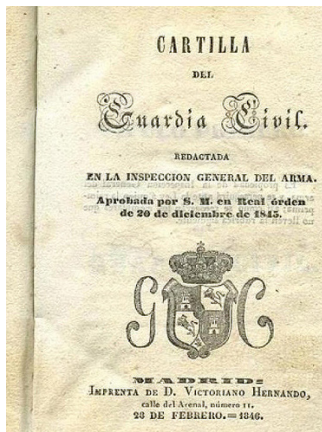 CARTILLA
DEL
Guardia Civil.
REDACTADA
EN LA INSPECCION GENERAL DEL ARMA.
Aprobada por S. M. en Real órden
de 20 de diciembre de 1845.
G C
MADRID:
IMPRENTA DE D. VICTORIANO HERNANDO,
calle del Arenal, número 11.
28 DE FEBRERO.=1846.